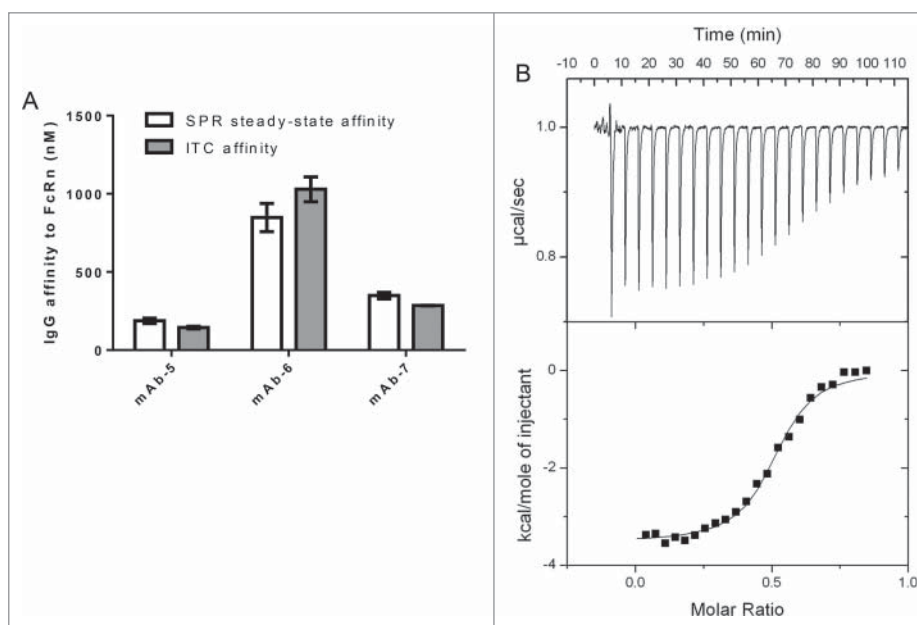 A
IgG affinity to FcRn (nM)
1500
1000
500
0
SPR steady-state affinity
ITC affinity
mAb-5
mAb-6
mAb-7
B
Time (min)
-10 0 10 20 30 40 50 60 70 80 90 100 110
µcal/sec
1.0
0.8
kcal/mole of injectant
0
-2
-4
0.0 0.5 1.0
Molar Ratio